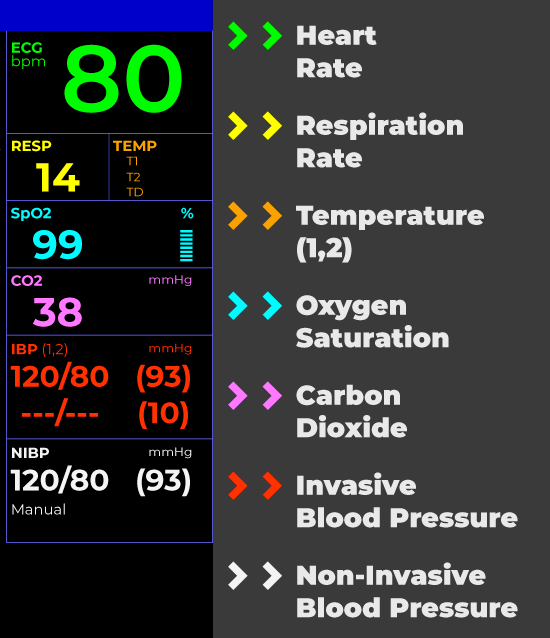 ECG
bpm
80
RESP
14
TEMP
T1
T2
TD
SpO2 %
99
CO2 mmHg
38
IBP (1,2) mmHg
120/80 (93)
---/--- (10)
NIBP mmHg
120/80 (93)
Manual
Heart
Rate
Respiration
Rate
Temperature
(1,2)
Oxygen
Saturation
Carbon
Dioxide
Invasive
Blood Pressure
Non-Invasive
Blood Pressure